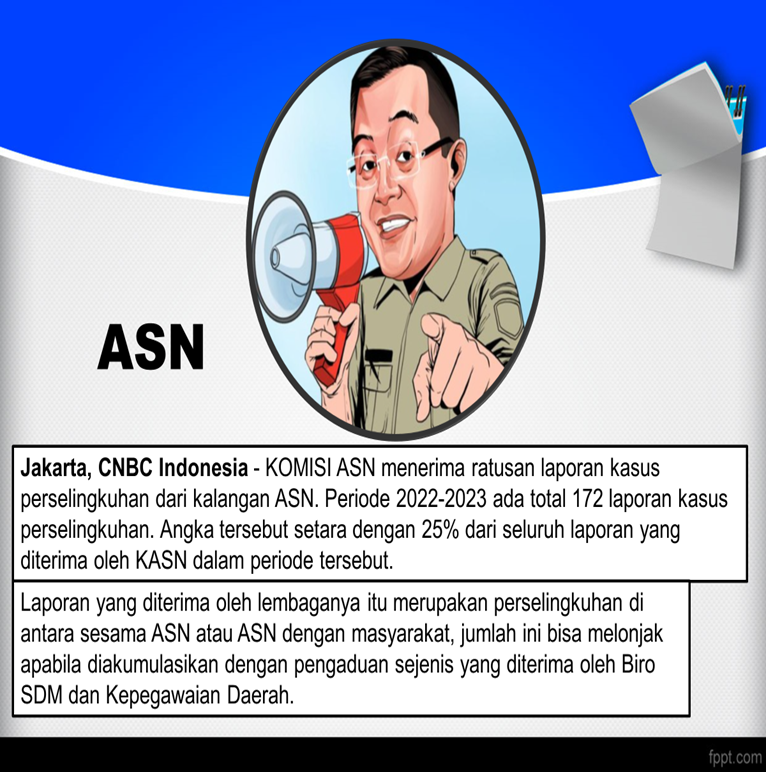 ASN
Jakarta, CNBC Indonesia - KOMISI ASN menerima ratusan laporan kasus
perselingkuhan dari kalangan ASN. Periode 2022-2023 ada total 172 laporan kasus
perselingkuhan. Angka tersebut setara dengan 25% dari seluruh laporan yang
diterima oleh KASN dalam periode tersebut.
Laporan yang diterima oleh lembaganya itu merupakan perselingkuhan di
antara sesama ASN atau ASN dengan masyarakat, jumlah ini bisa melonjak
apabila diakumulasikan dengan pengaduan sejenis yang diterima oleh Biro
SDM dan Kepegawaian Daerah.
fppt.com